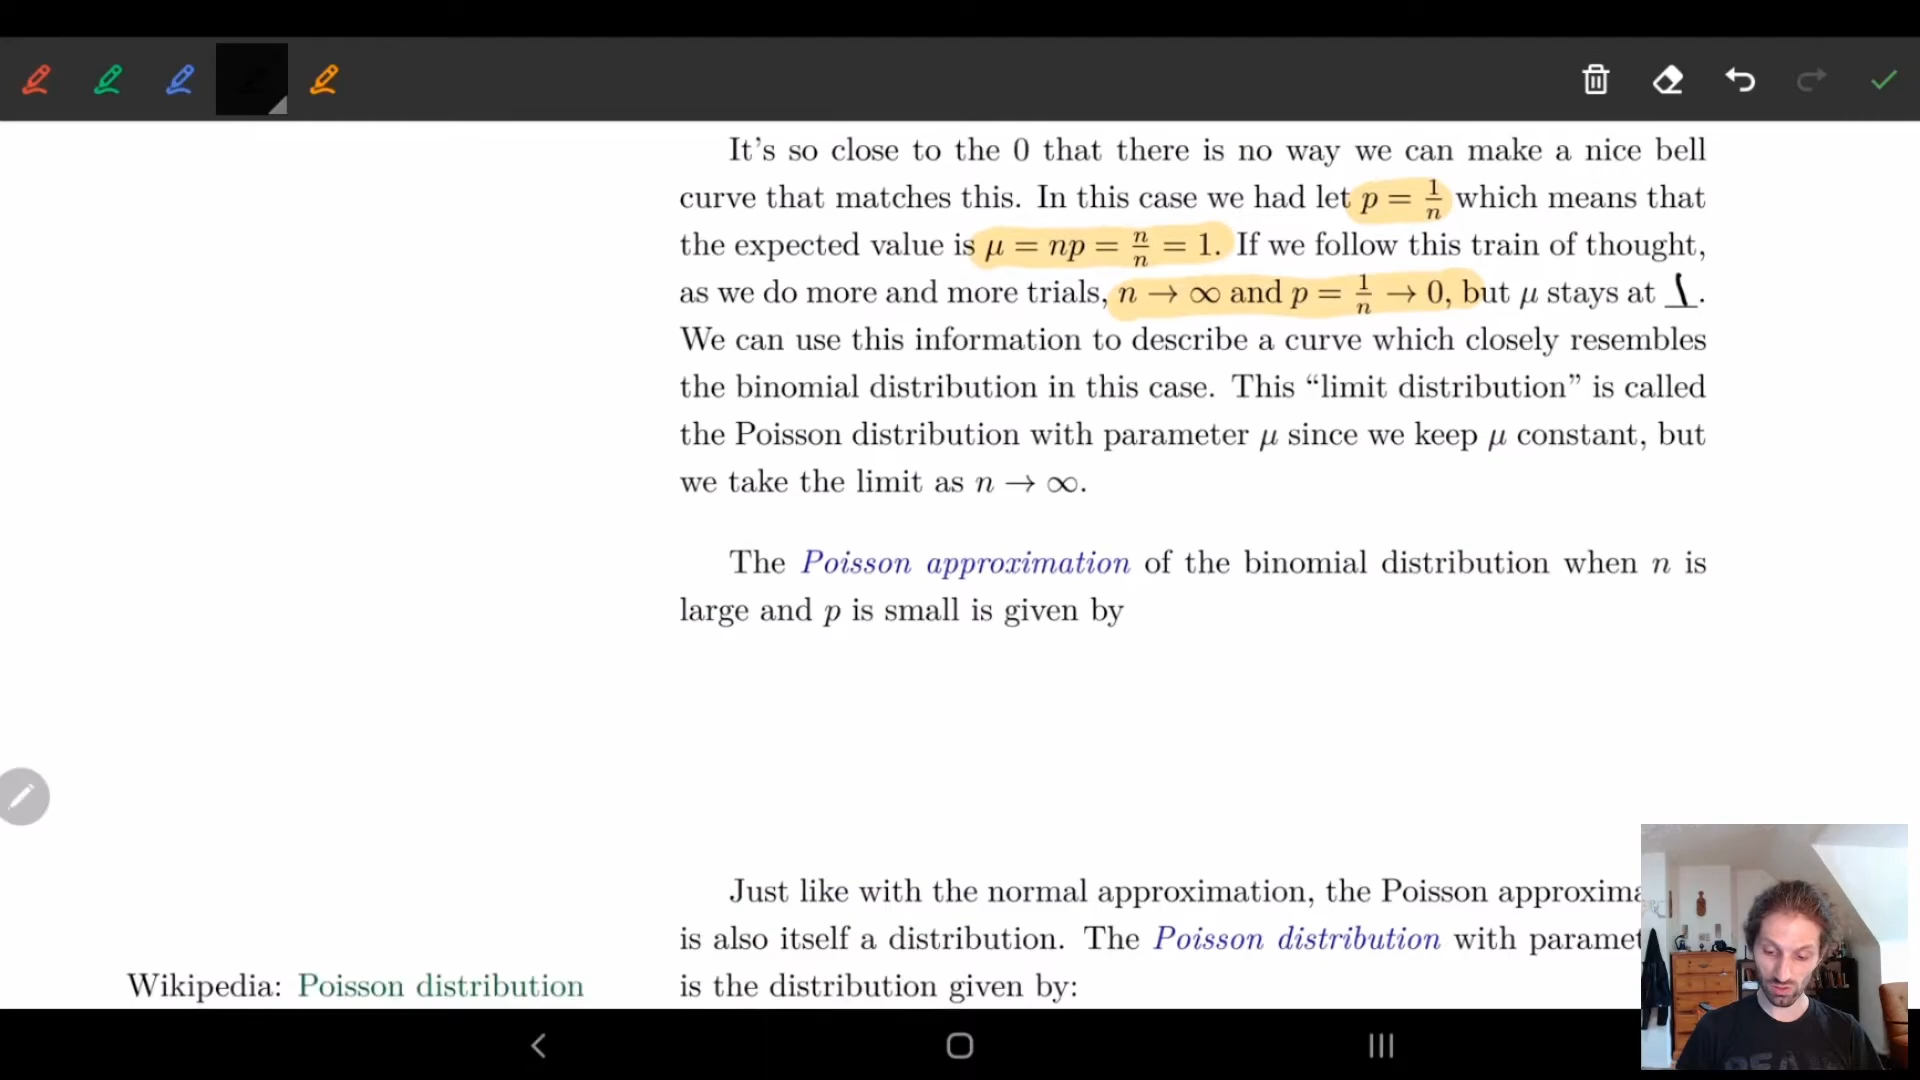 It's so close to the 0 that there is no way we can make a nice bell
curve that matches this. In this case we had let p = 1/n which means that
the expected value is μ = np = n/n = 1. If we follow this train of thought,
as we do more and more trials, n → ∞ and p = 1/n → 0, but μ stays at 1.
We can use this information to describe a curve which closely resembles
the binomial distribution in this case. This “limit distribution” is called
the Poisson distribution with parameter μ since we keep μ constant, but
we take the limit as n → ∞.
The Poisson approximation of the binomial distribution when n is
large and p is small is given by
Just like with the normal approximation, the Poisson approxima
is also itself a distribution. The Poisson distribution with paramet
is the distribution given by:
Wikipedia: Poisson distribution